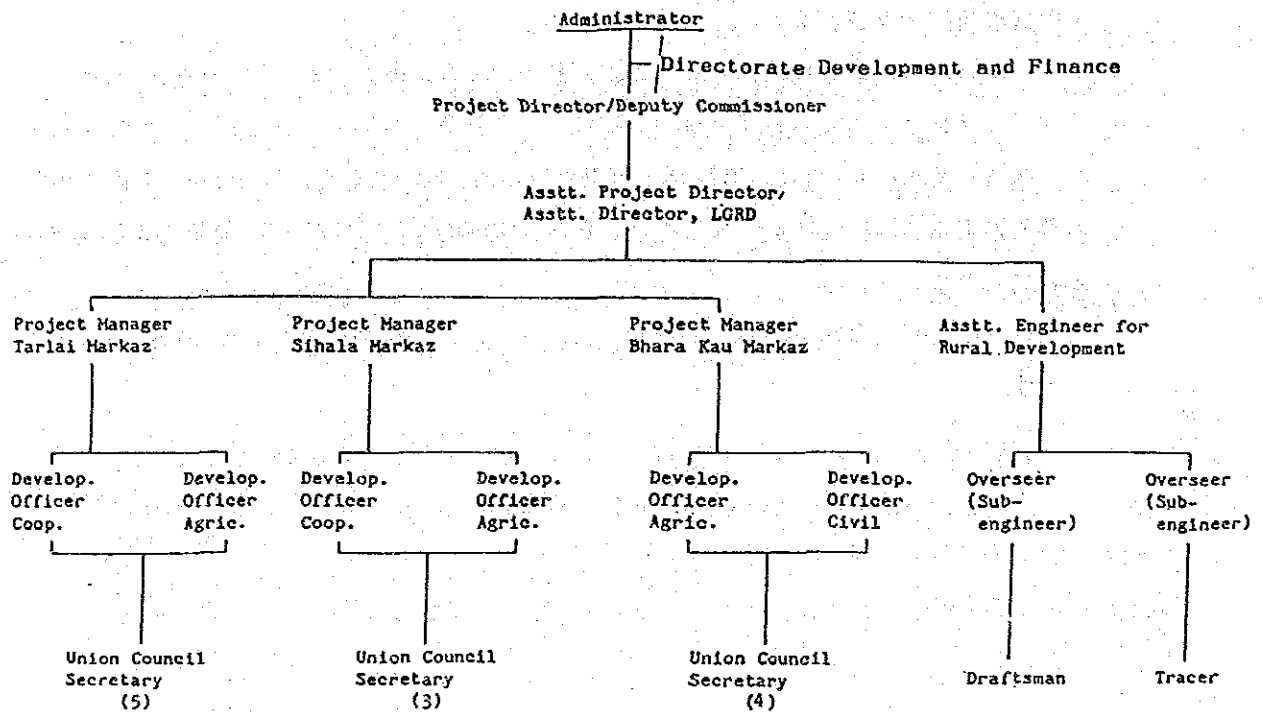 Administrator
Directorate Development and Finance
Project Director/Deputy Commissioner
Asstt. Project Director/
Asstt. Director, LGRD
Project Manager
Tarlai Markaz
Project Manager
Sihala Markaz
Project Manager
Bhara Kau Markaz
Asstt. Engineer for
Rural Development
Develop.
Officer
Coop.
Develop.
Officer
Agric.
Develop.
Officer
Coop.
Develop.
Officer
Agric.
Develop.
Officer
Agric.
Develop.
Officer
Civil
Overseer
(Sub-
engineer)
Overseer
(Sub-
engineer)
Union Council
Secretary
(5)
Union Council
Secretary
(3)
Union Council
Secretary
(4)
Draftsman
Tracer